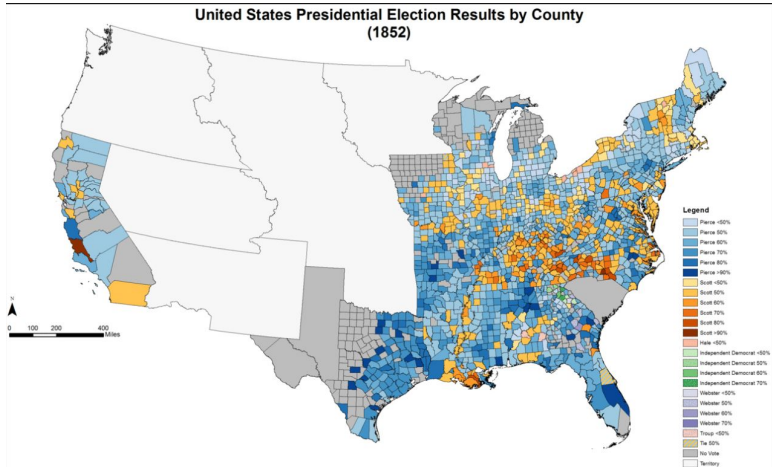 United States Presidential Election Results by County
(1852)
Legend
Pierce <50%
Pierce 50%
Pierce 60%
Pierce 70%
Pierce 80%
Pierce >90%
Scott <50%
Scott 50%
Scott 60%
Scott 70%
Scott 80%
Scott >90%
Hale <50%
Independent Democrat <50%
Independent Democrat 50%
Independent Democrat 60%
Independent Democrat 70%
Webster <50%
Webster 50%
Webster 60%
Webster 70%
Troup <50%
Tie 50%
No Vote
Territory
N
0 100 200 400
Miles